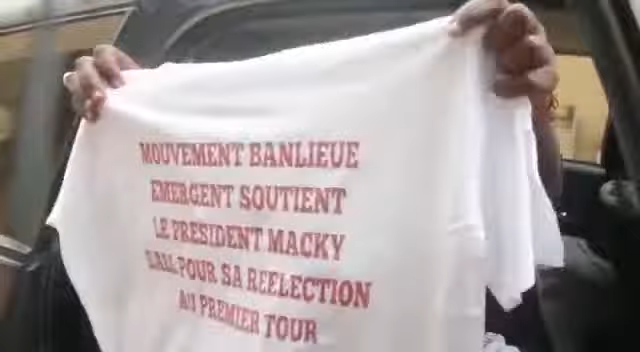 MOUVEMENT BANLIEUE
EMERGENT SOUTIENT
LE PRESIDENT MACKY
SALL POUR SA REELECTION
AU PREMIER TOUR